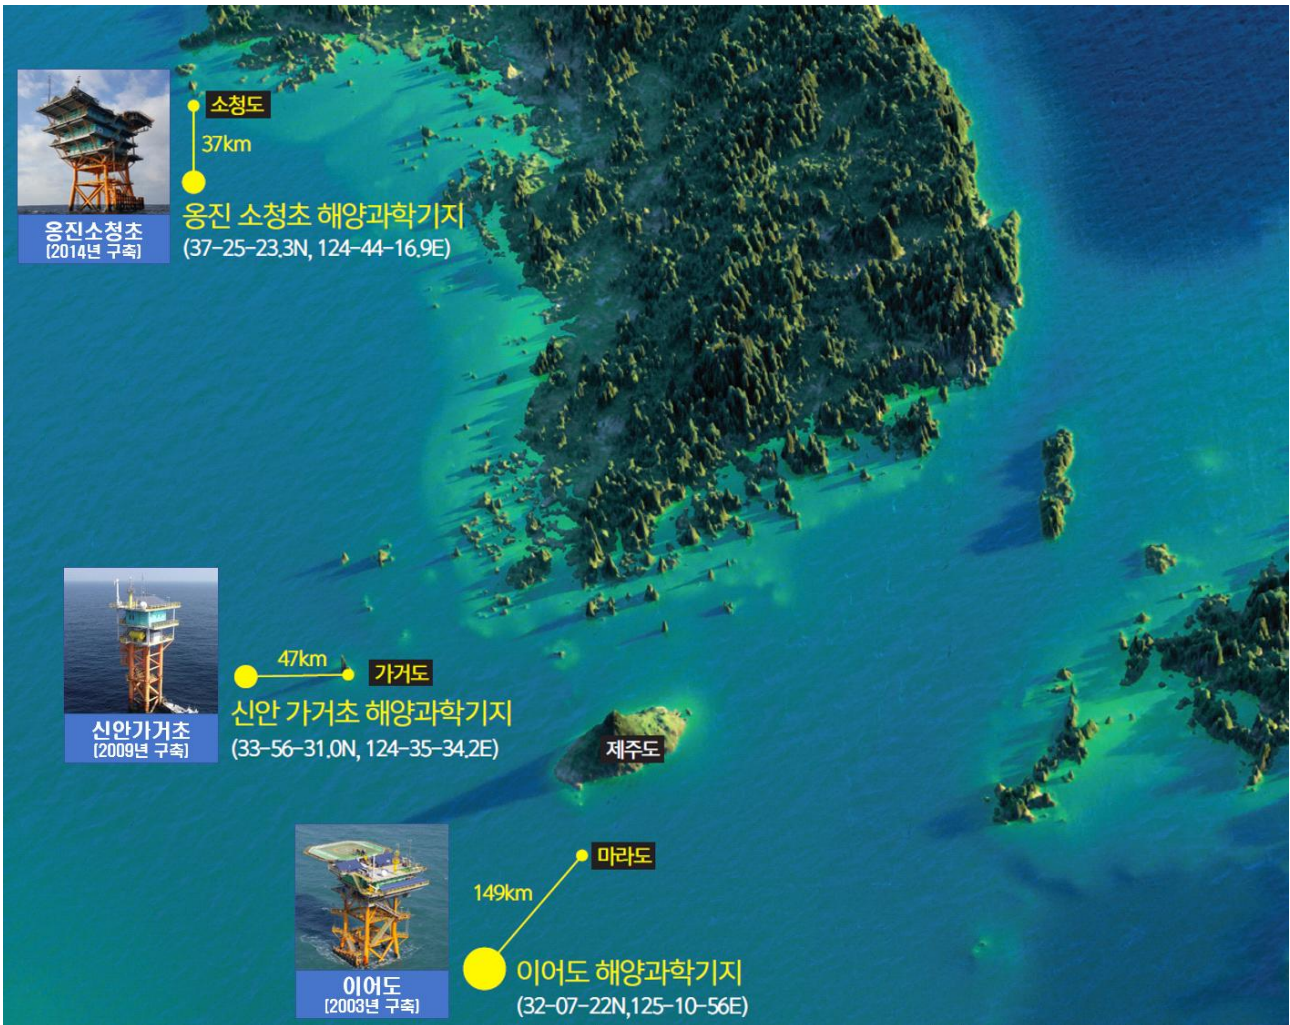 소청도
37km
옹진 소청초 해양과학기지
(37-25-23.3N, 124-44-16.9E)
옹진소청초
(2014년 구축)
47km
가거도
신안 가거초 해양과학기지
(33-56-31.0N, 124-35-34.2E)
신안가거초
(2009년 구축)
제주도
마라도
149km
이어도 해양과학기지
(32-07-22N,125-10-56E)
이어도
(2003년 구축)